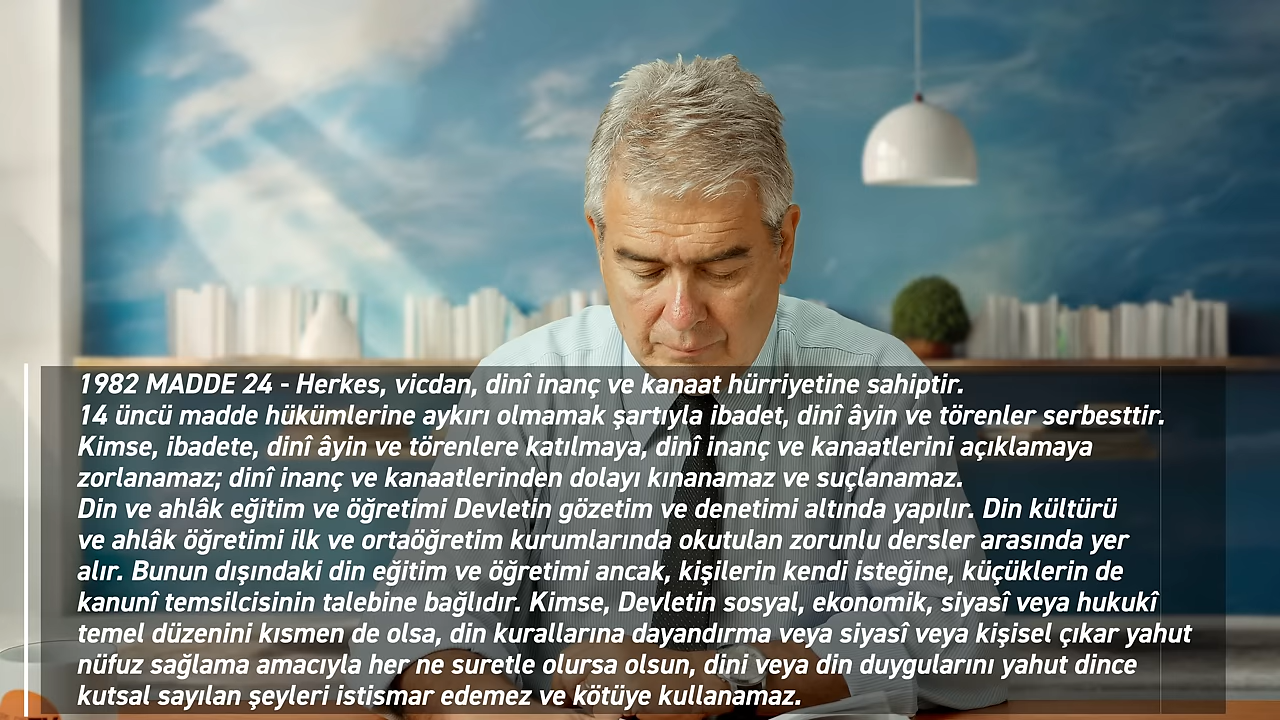 1982 MADDE 24 - Herkes, vicdan, dinî inanç ve kanaat hürriyetine sahiptir.
14 üncü madde hükümlerine aykırı olmamak şartıyla ibadet, dinî âyin ve törenler serbesttir.
Kimse, ibadete, dinî âyin ve törenlere katılmaya, dinî inanç ve kanaatlerini açıklamaya
zorlanamaz; dinî inanç ve kanaatlerinden dolayı kınanamaz ve suçlanamaz.
Din ve ahlâk eğitim ve öğretimi Devletin gözetim ve denetimi altında yapılır. Din kültürü
ve ahlâk öğretimi ilk ve ortaöğretim kurumlarında okutulan zorunlu dersler arasında yer
alır. Bunun dışındaki din eğitim ve öğretimi ancak, kişilerin kendi isteğine, küçüklerin de
kanunî temsilcisinin talebine bağlıdır. Kimse, Devletin sosyal, ekonomik, siyasî veya hukukî
temel düzenini kısmen de olsa, din kurallarına dayandırma veya siyasî veya kişisel çıkar yahut
nüfuz sağlama amacıyla her ne suretle olursa olsun, dini veya din duygularını yahut dince
kutsal sayılan şeyleri istismar edemez ve kötüye kullanamaz.